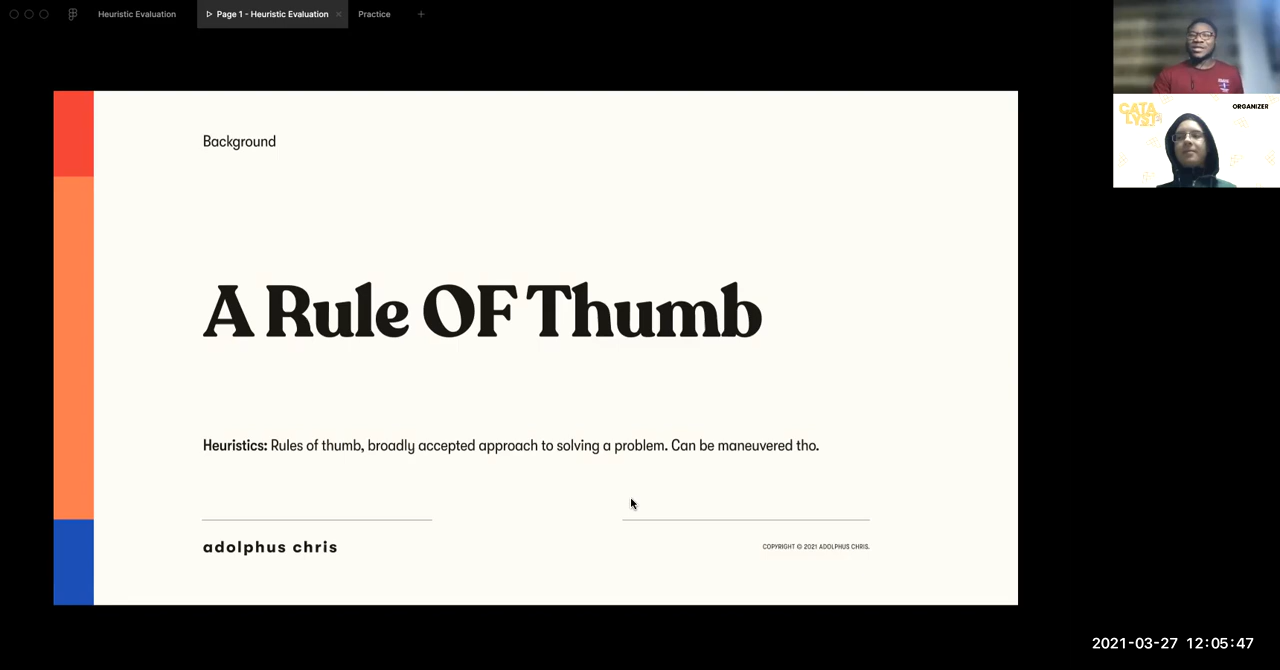 Heuristic Evaluation
Page 1 - Heuristic Evaluation
Practice
CATA
LYSTS
ORGANIZER
Background
A Rule OF Thumb
Heuristics: Rules of thumb, broadly accepted approach to solving a problem. Can be maneuvered tho.
adolphus chris
COPYRIGHT © 2021 ADOLPHUS CHRIS.
2021-03-27 12:05:47